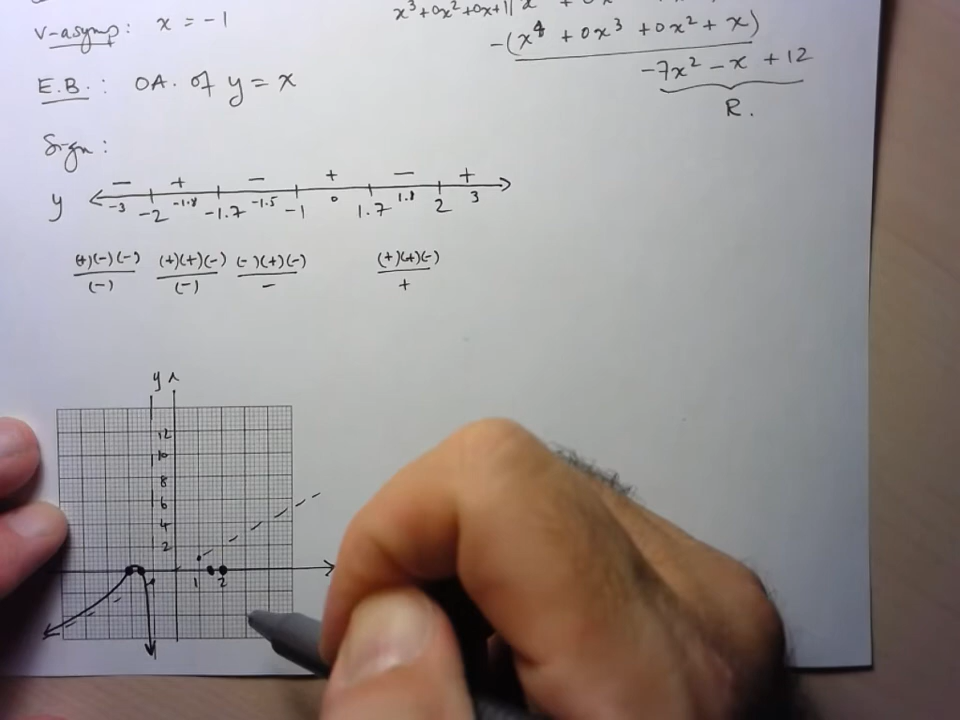 V-asymp: x = -1
x³+0x²+0x+1
-(x⁴ + 0x³ + 0x² + x)
-7x² - x + 12
R.
E.B.: OA. of y = x
Sign:
- + - + - +
y -3 -2 -1.8 -1.7 -1.5 -1 0 1.7 1.8 2 3
(+)(-)(-) (+)(+)(-) (-)(+)(-) (+)(+)(-)
(-) (-) - +
y
12
10
8
6
4
2
1 2